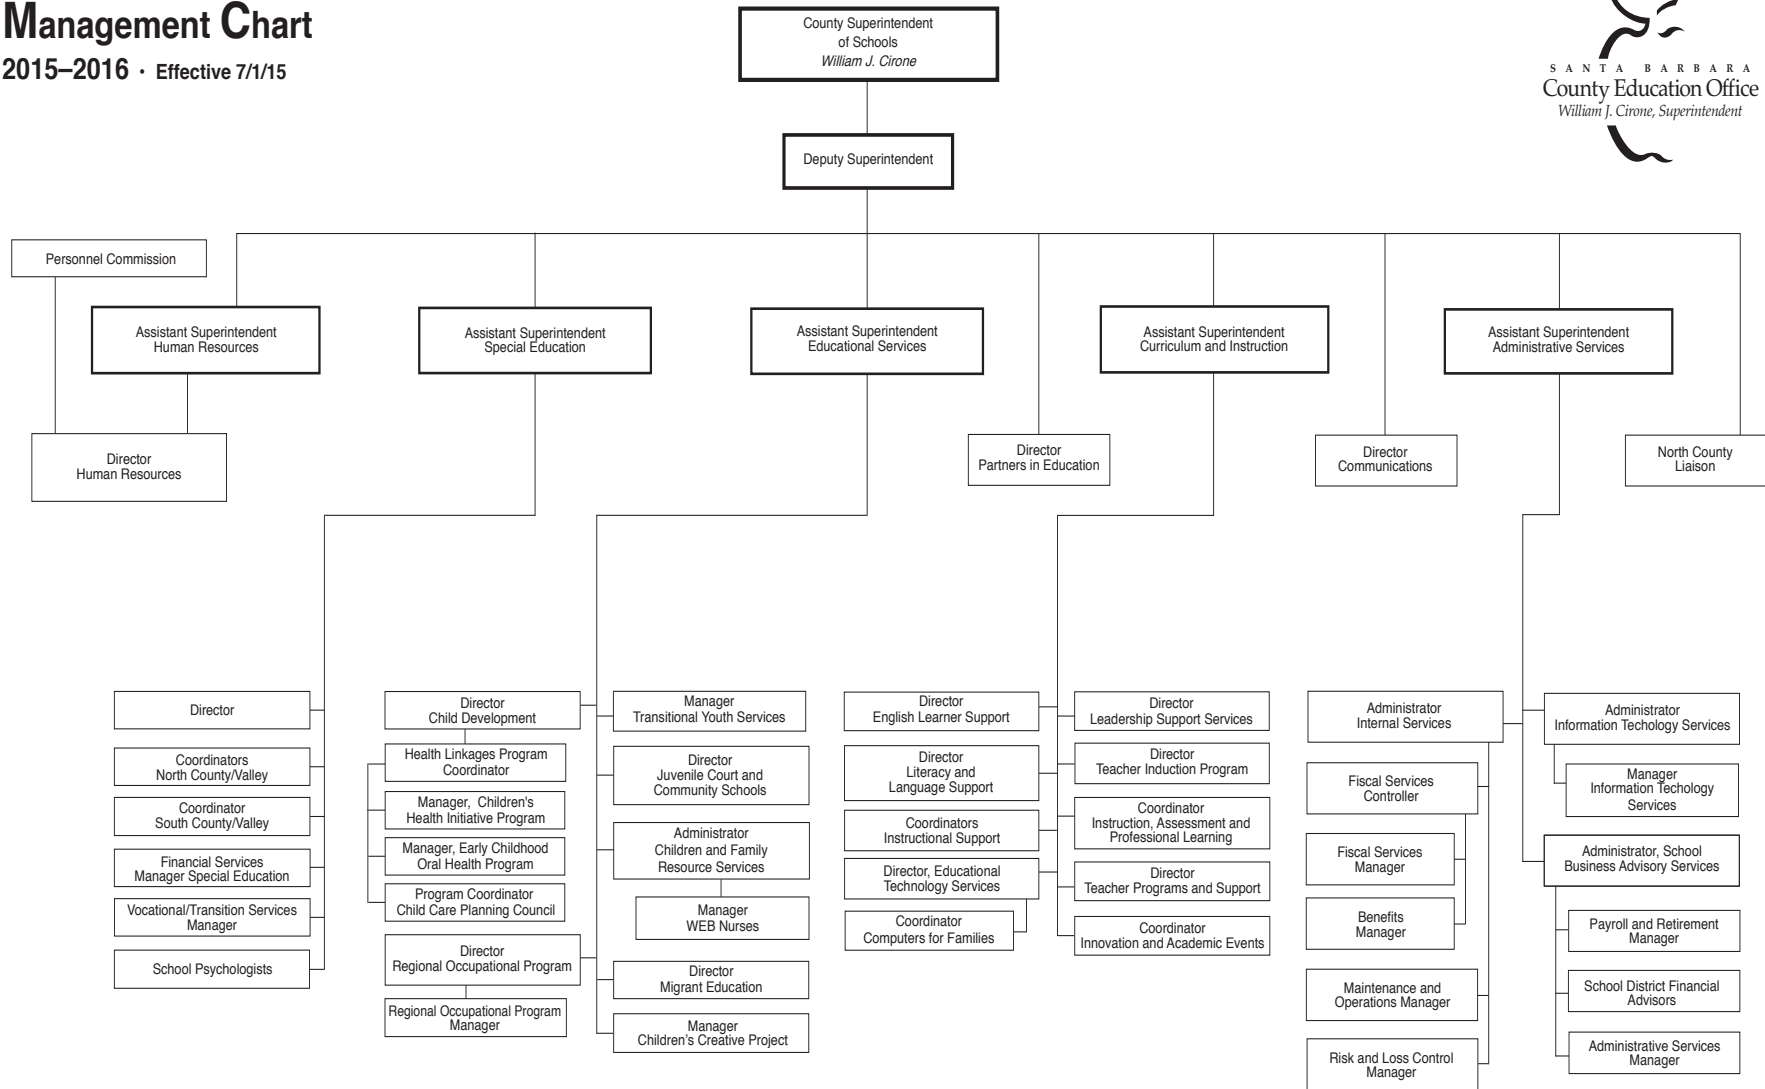 Management Chart
2015–2016 · Effective 7/1/15
County Superintendent
of Schools
William J. Cirone
SANTA BARBARA
County Education Office
William J. Cirone, Superintendent
Deputy Superintendent
Personnel Commission
Assistant Superintendent
Human Resources
Assistant Superintendent
Special Education
Assistant Superintendent
Educational Services
Assistant Superintendent
Curriculum and Instruction
Assistant Superintendent
Administrative Services
Director
Human Resources
Director
Partners in Education
Director
Communications
North County
Liaison
Director
Coordinators
North County/Valley
Coordinator
South County/Valley
Financial Services
Manager Special Education
Vocational/Transition Services
Manager
School Psychologists
Director
Child Development
Health Linkages Program
Coordinator
Manager, Children's
Health Initiative Program
Manager, Early Childhood
Oral Health Program
Program Coordinator
Child Care Planning Council
Director
Regional Occupational Program
Regional Occupational Program
Manager
Manager
Transitional Youth Services
Director
Juvenile Court and
Community Schools
Administrator
Children and Family
Resource Services
Manager
WEB Nurses
Director
Migrant Education
Manager
Children’s Creative Project
Director
English Learner Support
Director
Literacy and
Language Support
Coordinators
Instructional Support
Director, Educational
Technology Services
Coordinator
Computers for Families
Director
Leadership Support Services
Director
Teacher Induction Program
Coordinator
Instruction, Assessment and
Professional Learning
Director
Teacher Programs and Support
Coordinator
Innovation and Academic Events
Administrator
Internal Services
Fiscal Services
Controller
Fiscal Services
Manager
Benefits
Manager
Maintenance and
Operations Manager
Risk and Loss Control
Manager
Administrator
Information Techology Services
Manager
Information Techology
Services
Administrator, School
Business Advisory Services
Payroll and Retirement
Manager
School District Financial
Advisors
Administrative Services
Manager